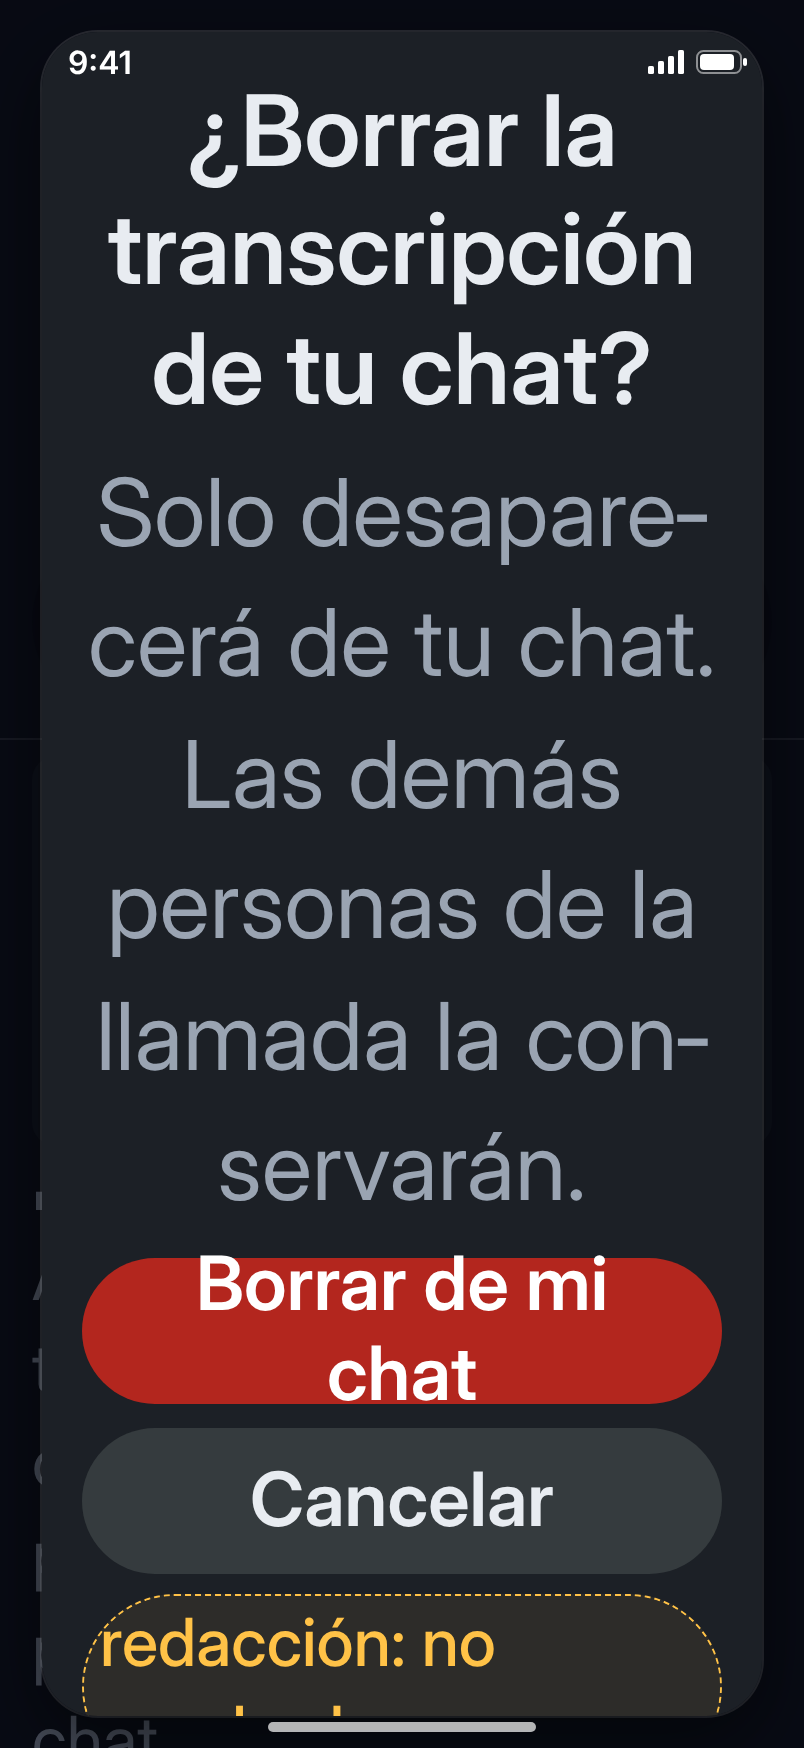 9:41
¿Borrar la
transcripción
de tu chat?
Solo desapare-
cerá de tu chat.
Las demás
personas de la
llamada la con-
servarán.
Borrar de mi
chat
Cancelar
redacción: no
chat